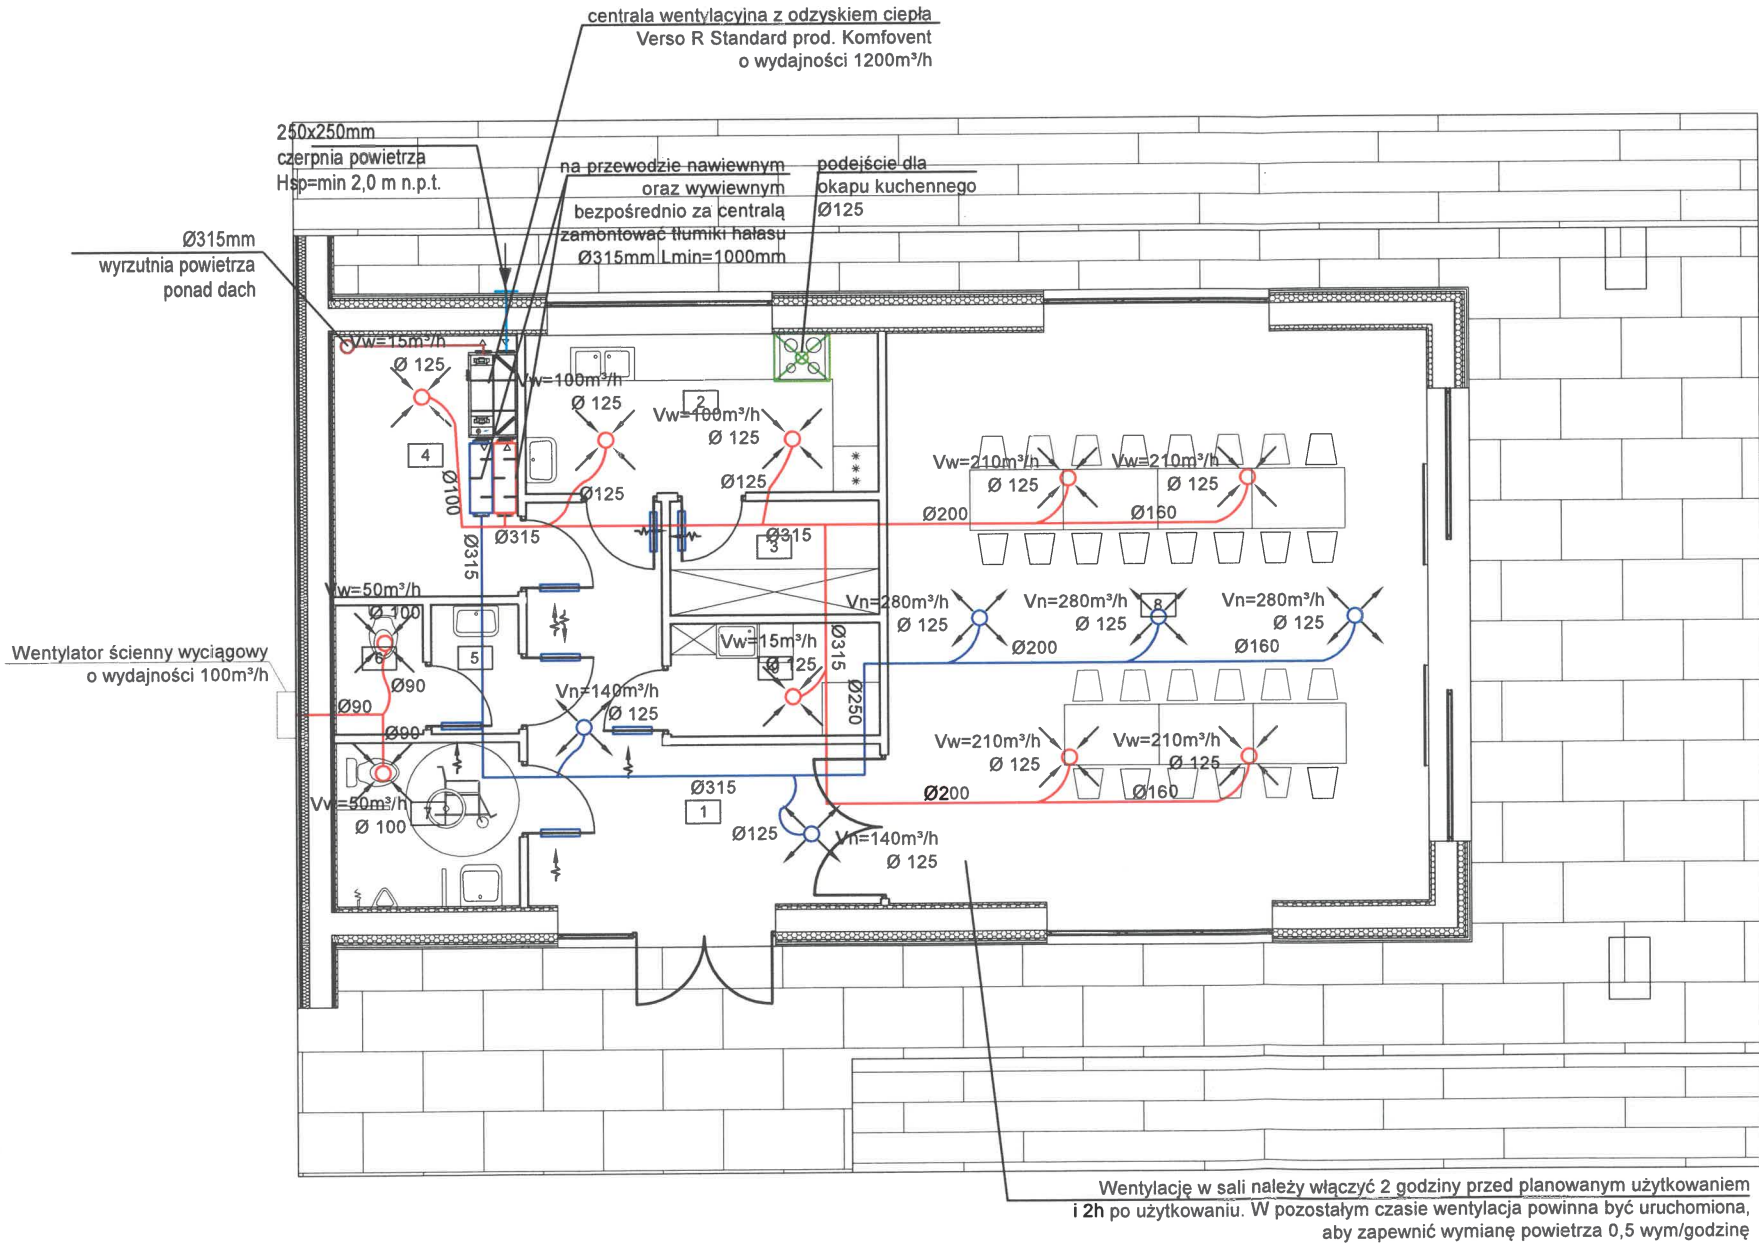 centrala wentylacyjna z odzyskiem ciepła
Verso R Standard prod. Komfovent
o wydajności 1200m³/h
250x250mm
czerpnia powietrza
Hsp=min 2,0 m n.p.t.
na przewodzie nawiewnym
oraz wywiewnym
bezpośrednio za centralą
zamontować tłumiki hałasu
Ø315mm Lmin=1000mm
podejście dla
okapu kuchennego
Ø125
Ø315mm
wyrzutnia powietrza
ponad dach
Vw=15m³/h
Ø 125
Vw=100m³/h
Ø 125
2
Vw=100m³/h
Ø 125
4
Ø100
Ø125
Ø125
Ø315
Ø315
Ø315
3
Vw=210m³/h
Ø 125
Vw=210m³/h
Ø 125
Ø200
Ø160
Vw=50m³/h
Ø 100
6
5
Wentylator ścienny wyciągowy
o wydajności 100m³/h
Ø90
Ø90
Ø90
Vn=140m³/h
Ø 125
Vw=15m³/h
Ø 125
Ø315
Ø250
Vn=280m³/h
Ø 125
Vn=280m³/h
Ø 125
8
Vn=280m³/h
Ø 125
Ø200
Ø160
Vw=50m³/h
Ø 100
7
Ø315
1
Ø125
Vn=140m³/h
Ø 125
Vw=210m³/h
Ø 125
Vw=210m³/h
Ø 125
Ø200
Ø160
Wentylację w sali należy włączyć 2 godziny przed planowanym użytkowaniem
i 2h po użytkowaniu. W pozostałym czasie wentylacja powinna być uruchomiona,
aby zapewnić wymianę powietrza 0,5 wym/godzinę